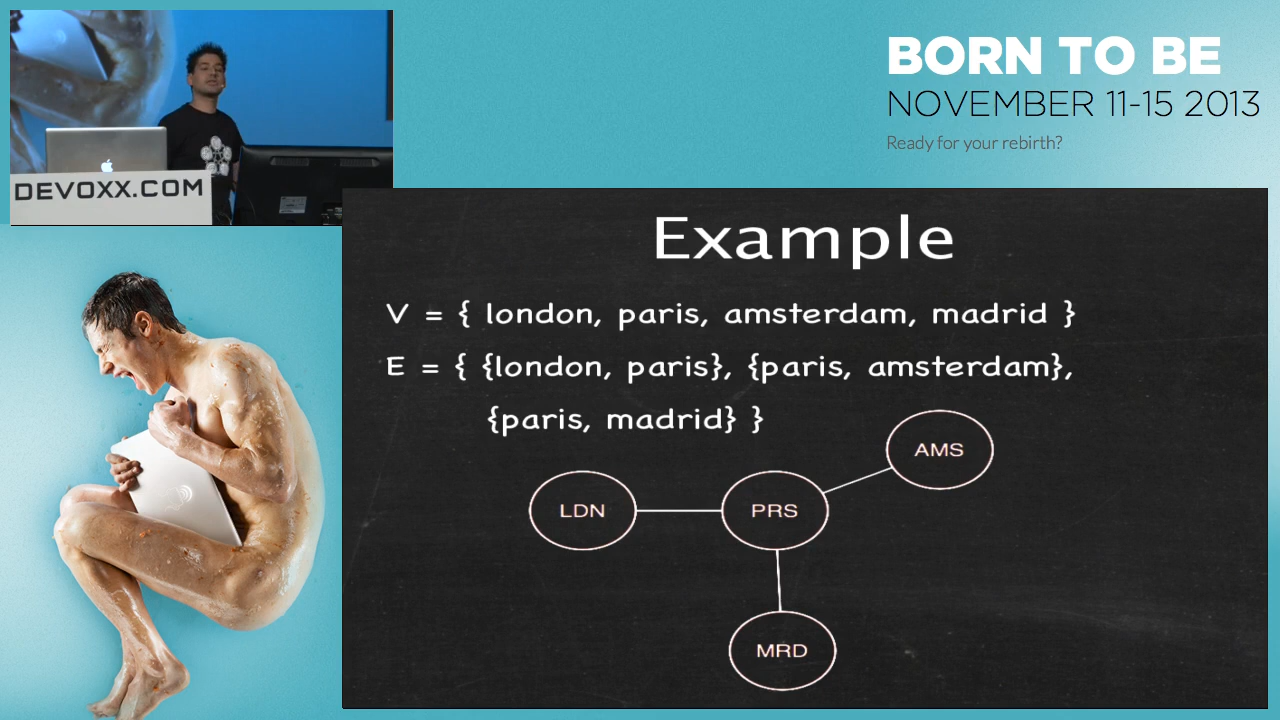 BORN TO BE
NOVEMBER 11-15 2013
Ready for your rebirth?
DEVOXX.COM
Example
V = { london, paris, amsterdam, madrid }
E = { {london, paris}, {paris, amsterdam},
{paris, madrid} }
AMS
LDN
PRS
MRD